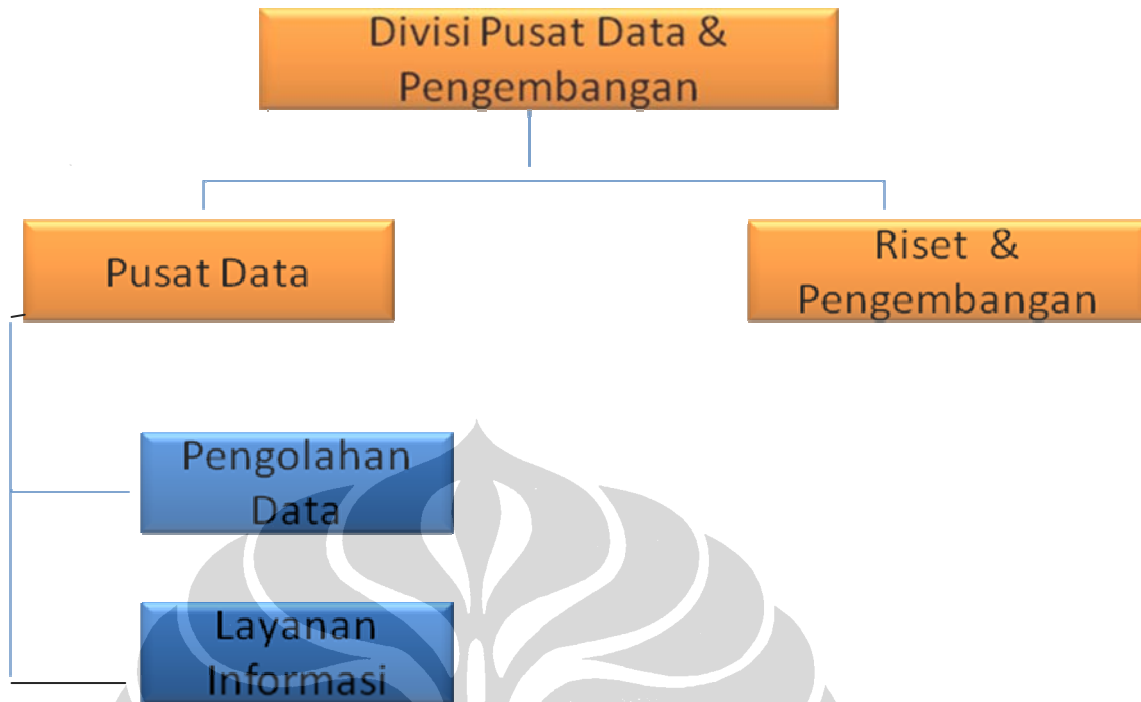 Divisi Pusat Data &
Pengembangan
Pusat Data
Riset &
Pengembangan
Pengolahan
Data
Layanan
Informasi